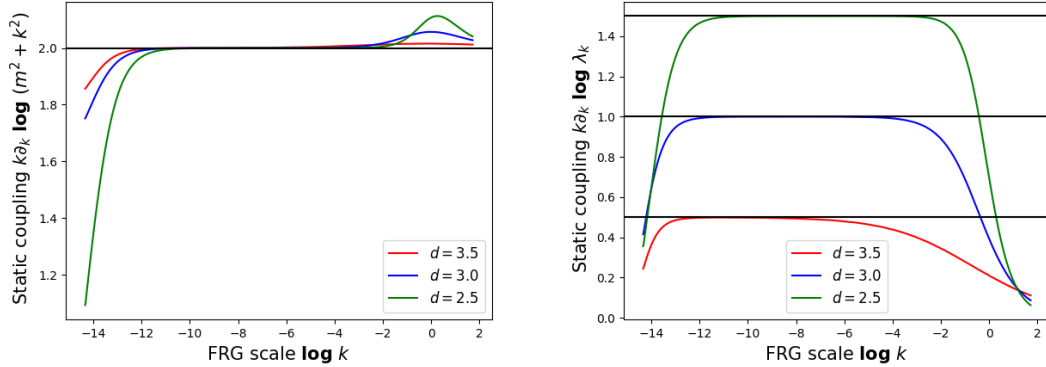 Static coupling k∂ₖ log (m² + k²)
2.0
1.8
1.6
1.4
1.2
d = 3.5
d = 3.0
d = 2.5
−14 −12 −10 −8 −6 −4 −2 0 2
FRG scale log k
Static coupling k∂ₖ log λₖ
1.4
1.2
1.0
0.8
0.6
0.4
0.2
0.0
d = 3.5
d = 3.0
d = 2.5
−14 −12 −10 −8 −6 −4 −2 0 2
FRG scale log k